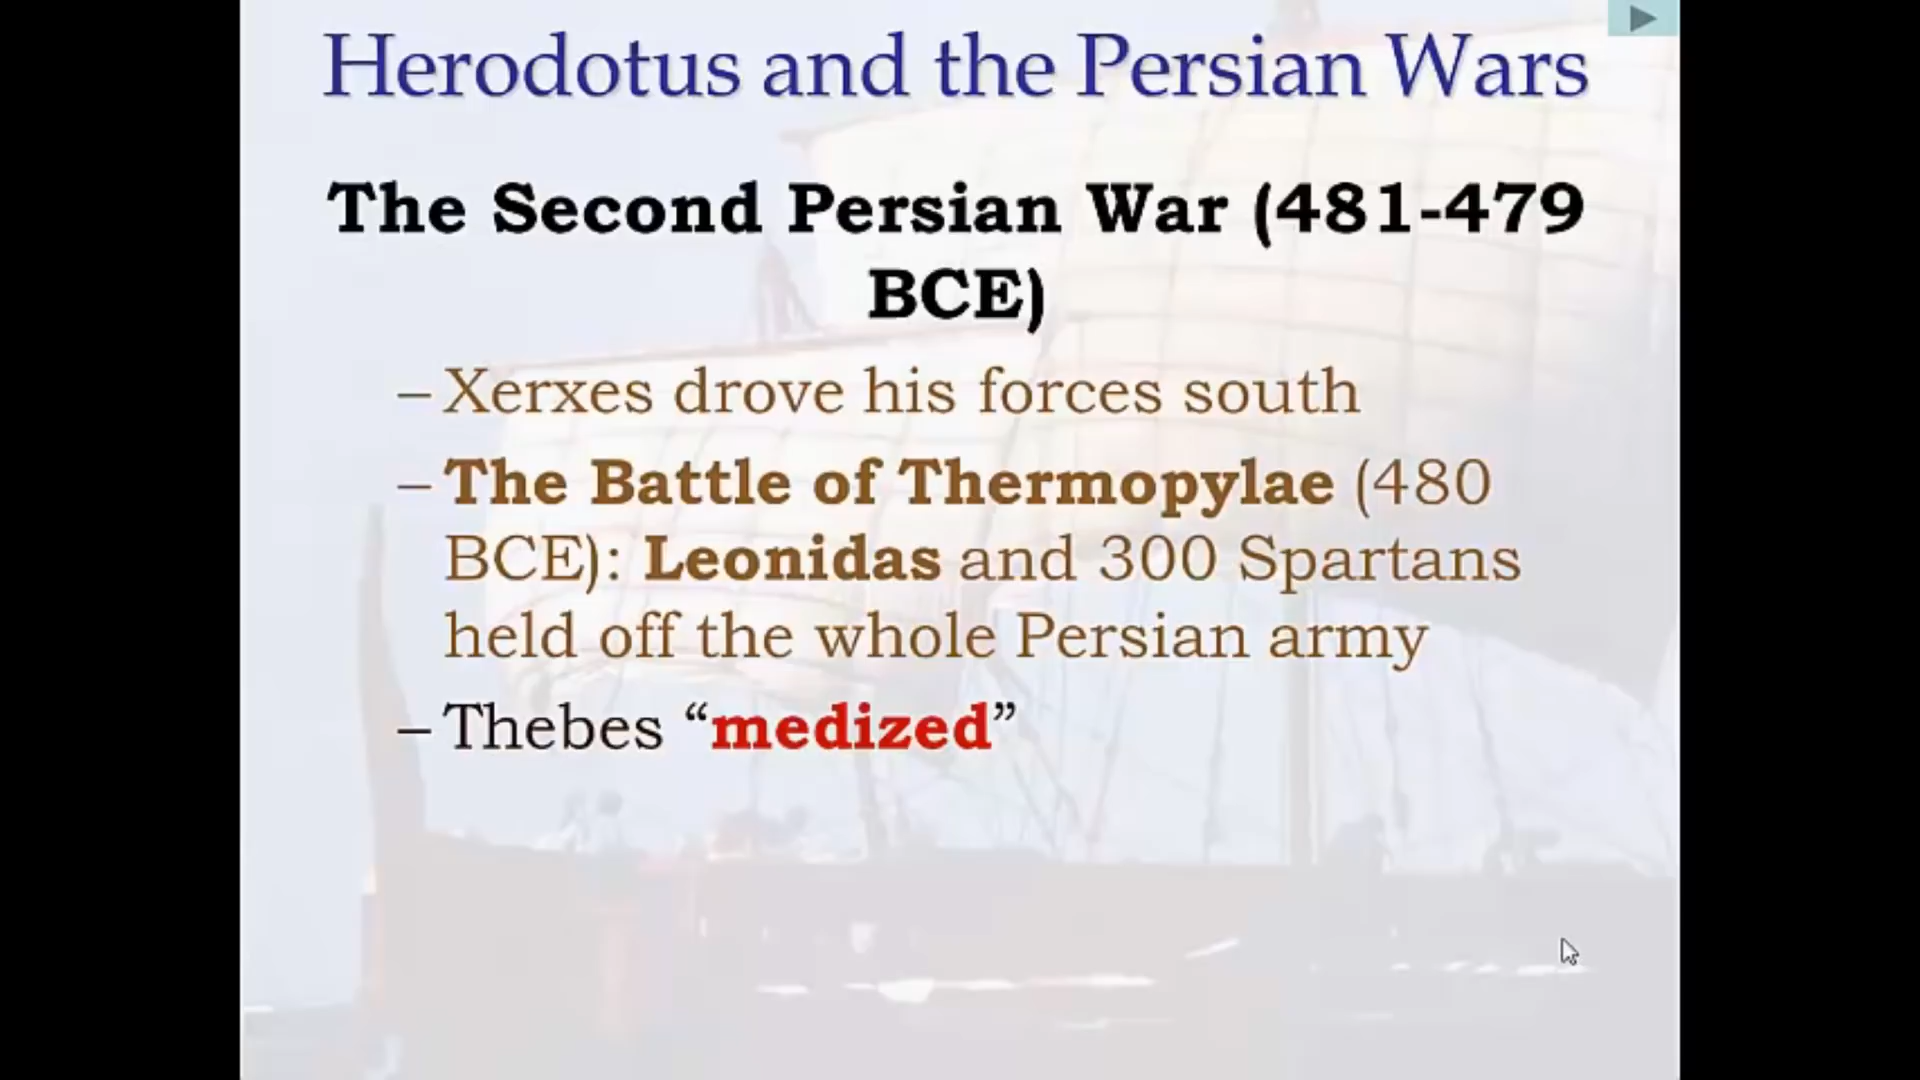 Herodotus and the Persian Wars
The Second Persian War (481-479
BCE)
– Xerxes drove his forces south
– The Battle of Thermopylae (480
BCE): Leonidas and 300 Spartans
held off the whole Persian army
– Thebes “medized”